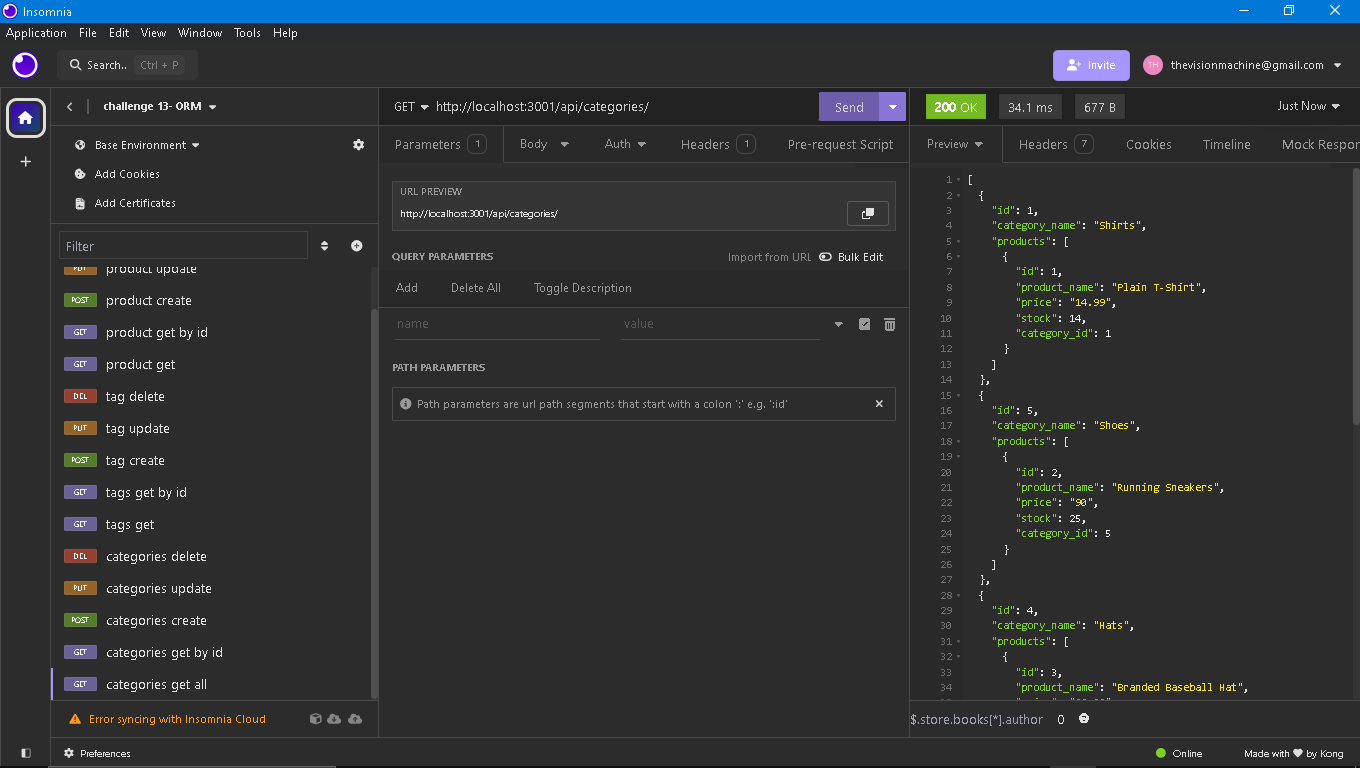 Insomnia
Application File Edit View Window Tools Help
Search.. Ctrl + P
Invite
TH thevisionmachine@gmail.com
challenge 13- ORM
Base Environment
Add Cookies
Add Certificates
Filter
PUT product update
POST product create
GET product get by id
GET product get
DEL tag delete
PUT tag update
POST tag create
GET tags get by id
GET tags get
DEL categories delete
PUT categories update
POST categories create
GET categories get by id
GET categories get all
Error syncing with Insomnia Cloud
GET http://localhost:3001/api/categories/ Send
Parameters 1 Body Auth Headers 1 Pre-request Script
URL PREVIEW
http://localhost:3001/api/categories/
QUERY PARAMETERS Import from URL Bulk Edit
Add Delete All Toggle Description
name value
PATH PARAMETERS
Path parameters are url path segments that start with a colon ':' e.g. ':id'
200 OK 34.1 ms 677 B Just Now
Preview Headers 7 Cookies Timeline Mock Respor
1 [
2 {
3 "id": 1,
4 "category_name": "Shirts",
5 "products": [
6 {
7 "id": 1,
8 "product_name": "Plain T-Shirt",
9 "price": "14.99",
10 "stock": 14,
11 "category_id": 1
12 }
13 ]
14 },
15 {
16 "id": 5,
17 "category_name": "Shoes",
18 "products": [
19 {
20 "id": 2,
21 "product_name": "Running Sneakers",
22 "price": "90",
23 "stock": 25,
24 "category_id": 5
25 }
26 ]
27 },
28 {
29 "id": 4,
30 "category_name": "Hats",
31 "products": [
32 {
33 "id": 3,
34 "product_name": "Branded Baseball Hat",
$.store.books[*].author 0
Preferences
Online Made with ♥ by Kong